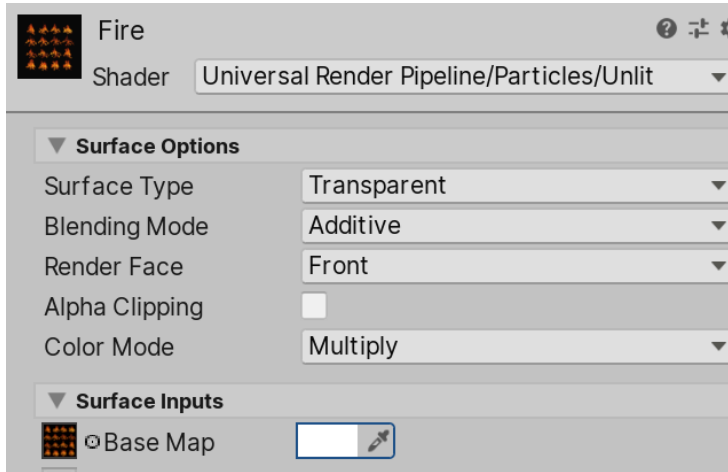 Fire
Shader Universal Render Pipeline/Particles/Unlit
Surface Options
Surface Type Transparent
Blending Mode Additive
Render Face Front
Alpha Clipping
Color Mode Multiply
Surface Inputs
Base Map